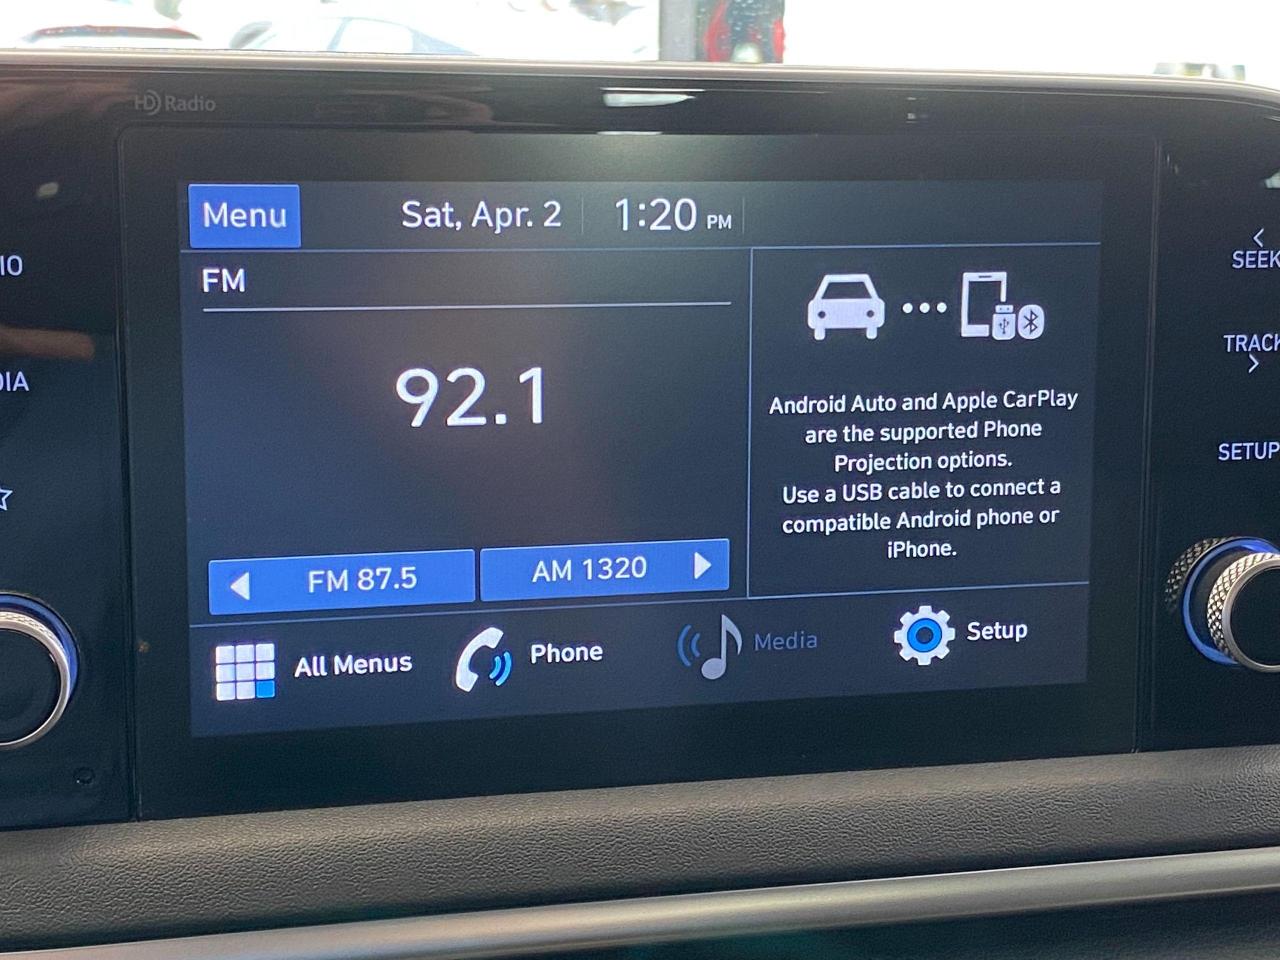 HD Radio
Menu
Sat, Apr. 2
1:20 PM
FM
92.1
FM 87.5
AM 1320
Android Auto and Apple CarPlay
are the supported Phone
Projection options.
Use a USB cable to connect a
compatible Android phone or
iPhone.
All Menus
Phone
Media
Setup
IO
DIA
SEEK
TRACK
SETUP